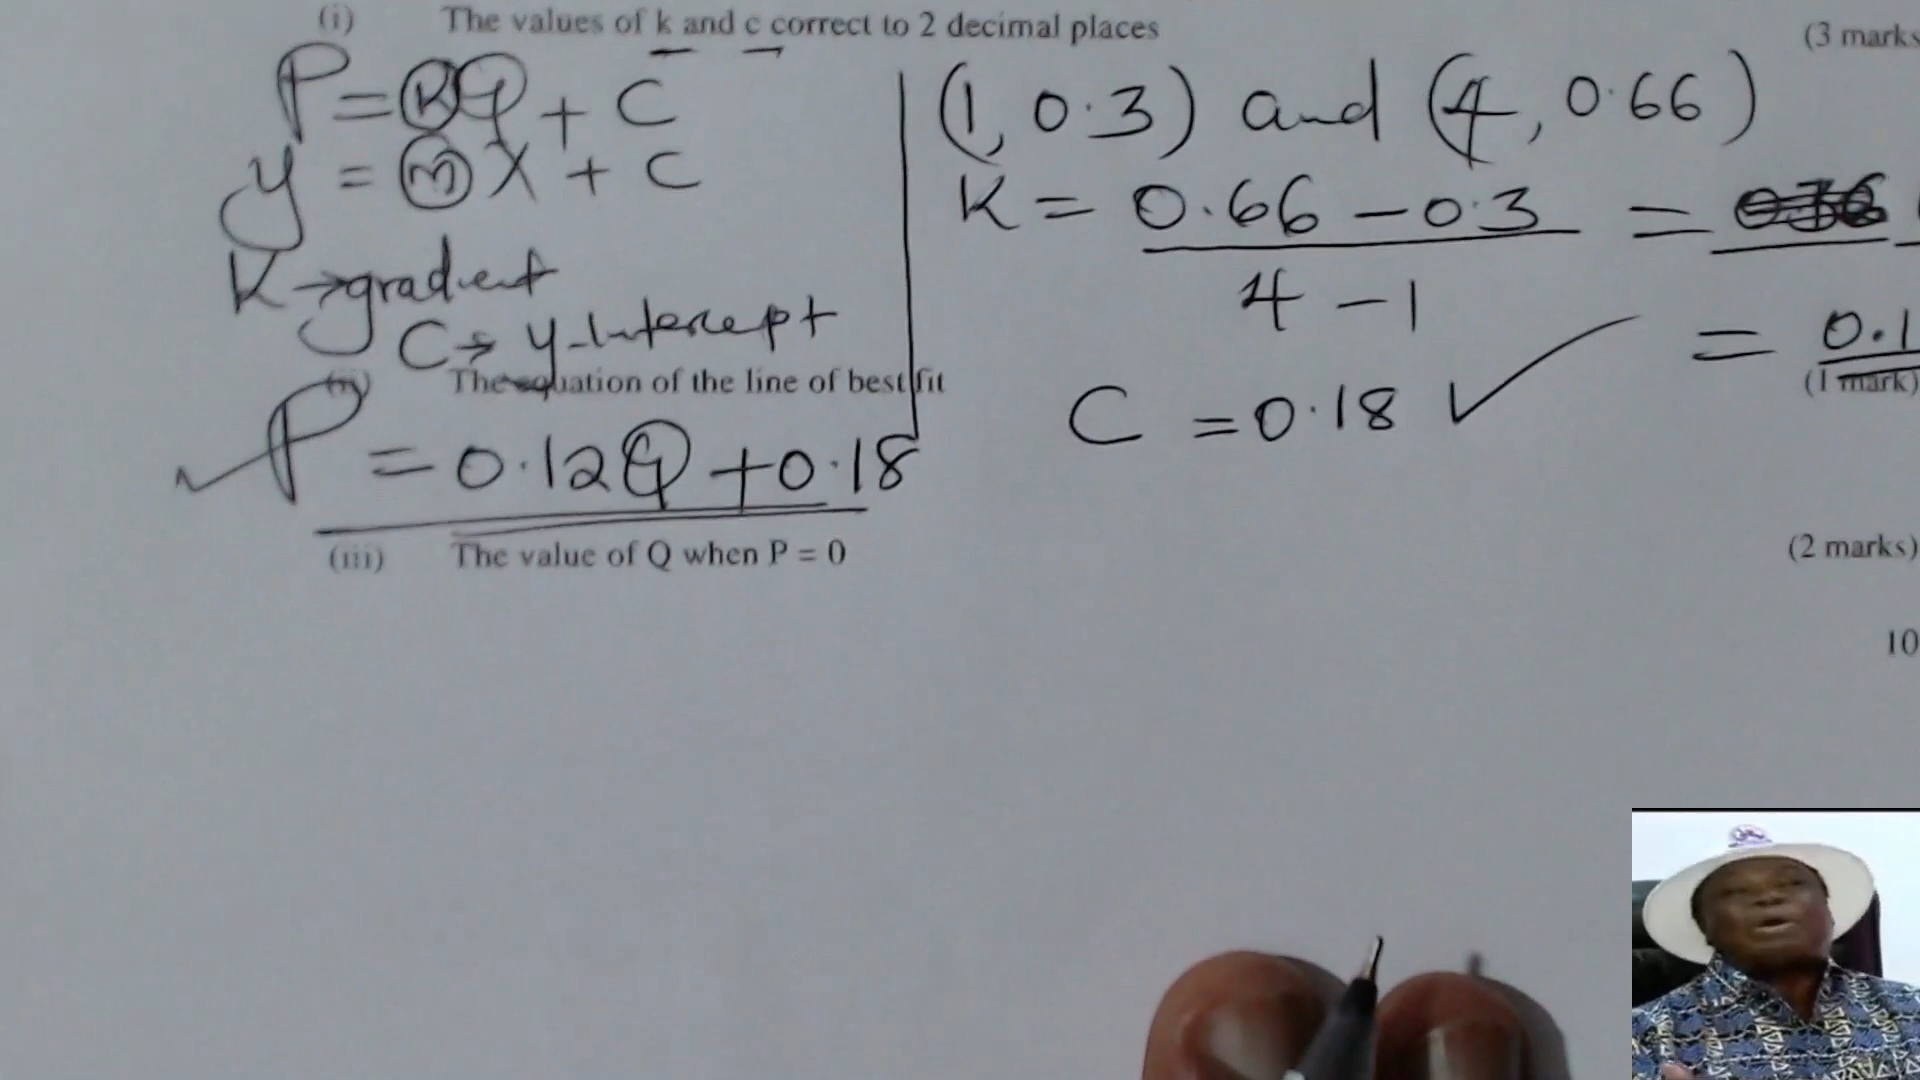 (i) The values of k and c correct to 2 decimal places (3 marks
P = KQ + C
y = mx + C
K → gradient
C → y-Intercept
(1, 0.3) and (4, 0.66)
K = 0.66 - 0.3 =
4 - 1
= 0.1
C = 0.18 ✓
(ii) The equation of the line of best fit (1 mark)
P = 0.12Q + 0.18
(iii) The value of Q when P = 0 (2 marks)
10